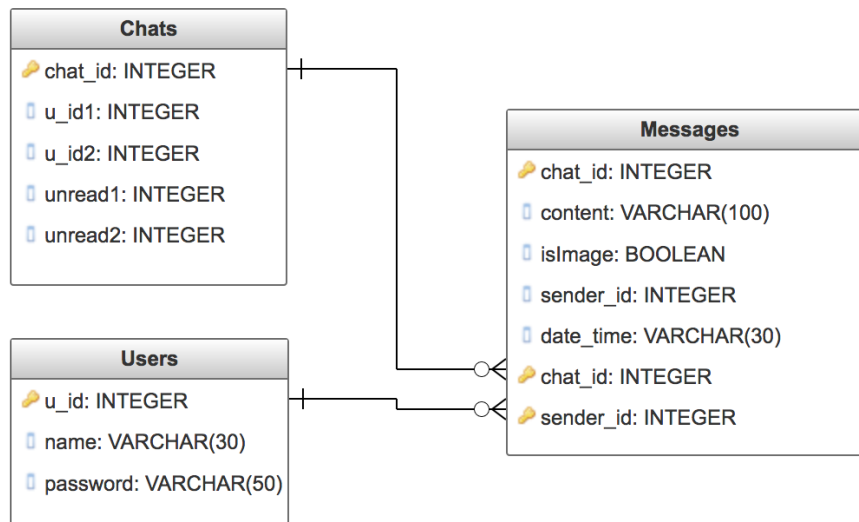 Chats
chat_id: INTEGER
u_id1: INTEGER
u_id2: INTEGER
unread1: INTEGER
unread2: INTEGER
Users
u_id: INTEGER
name: VARCHAR(30)
password: VARCHAR(50)
Messages
chat_id: INTEGER
content: VARCHAR(100)
isImage: BOOLEAN
sender_id: INTEGER
date_time: VARCHAR(30)
chat_id: INTEGER
sender_id: INTEGER